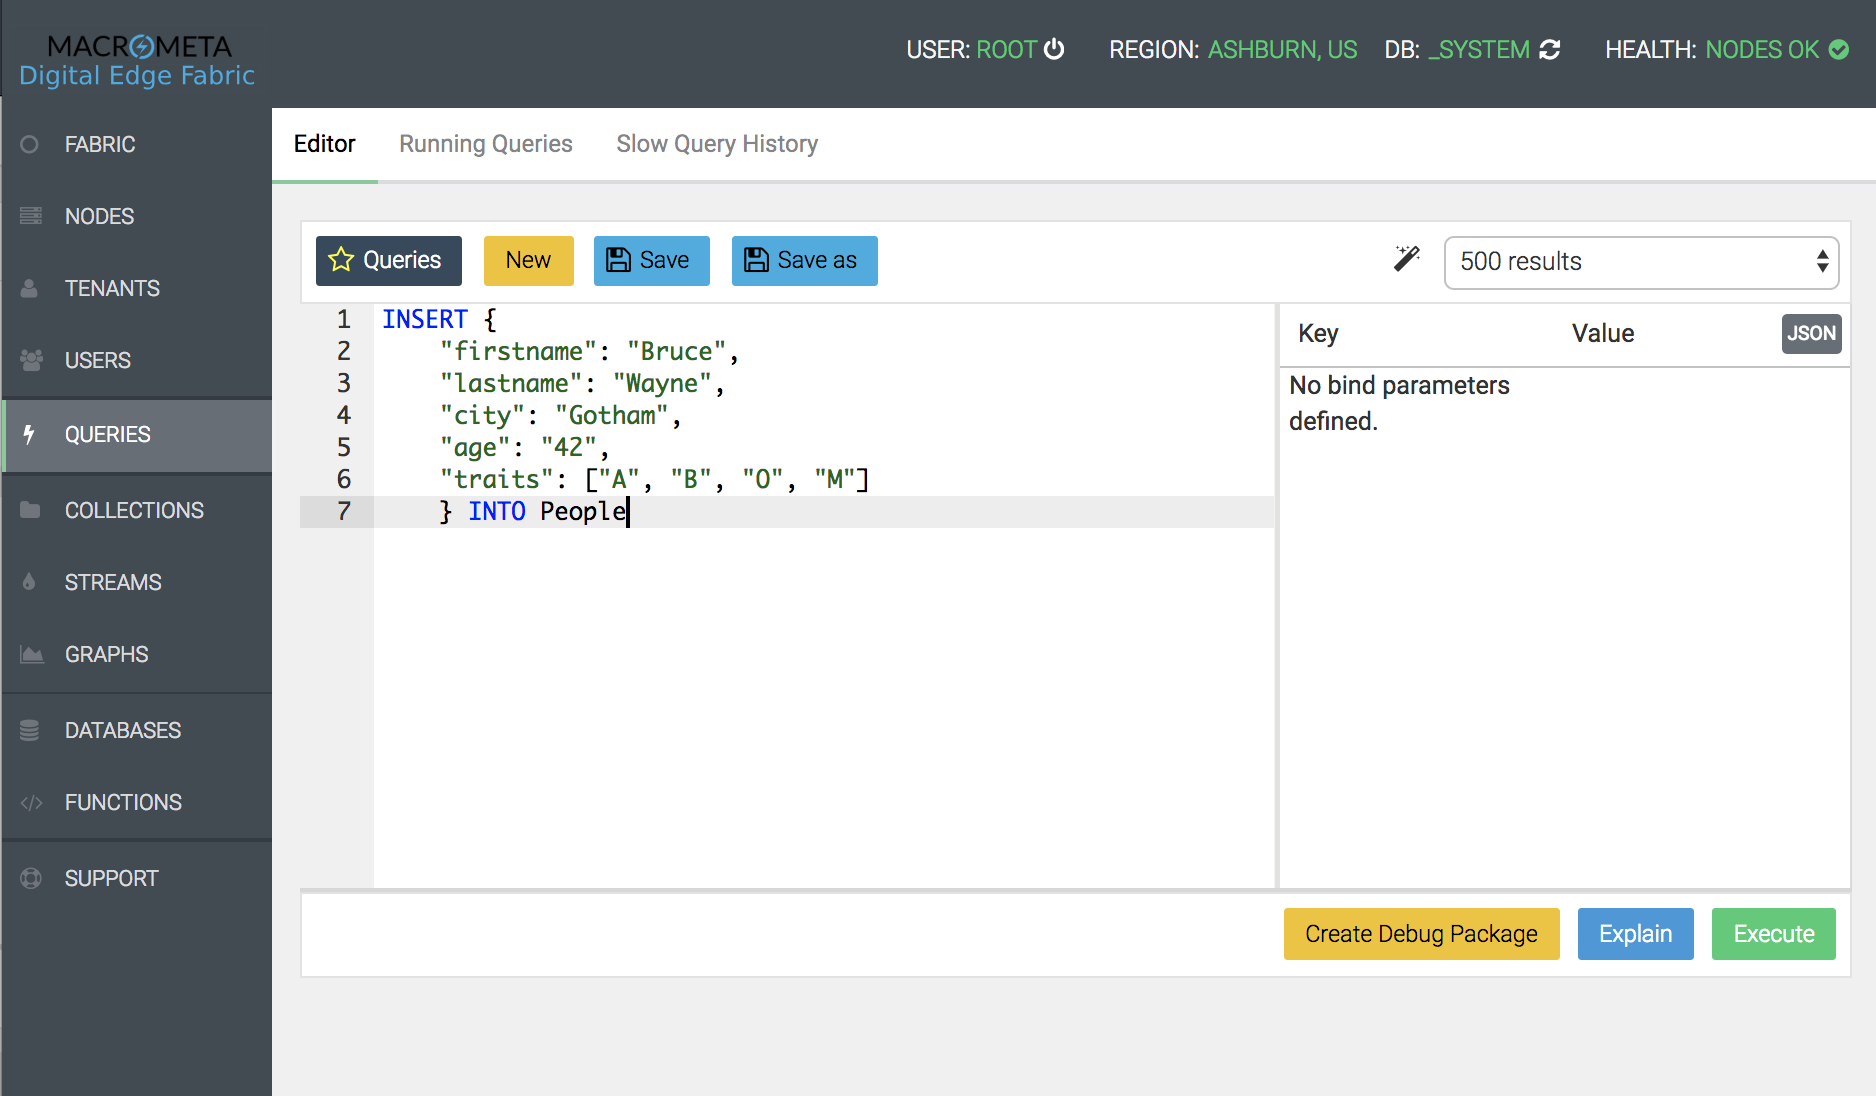 MACROMETA
Digital Edge Fabric
USER: ROOT REGION: ASHBURN, US DB: _SYSTEM HEALTH: NODES OK
FABRIC
NODES
TENANTS
USERS
QUERIES
COLLECTIONS
STREAMS
GRAPHS
DATABASES
FUNCTIONS
SUPPORT
Editor Running Queries Slow Query History
Queries New Save Save as 500 results
1 INSERT {
2 "firstname": "Bruce",
3 "lastname": "Wayne",
4 "city": "Gotham",
5 "age": "42",
6 "traits": ["A", "B", "O", "M"]
7 } INTO People
Key Value JSON
No bind parameters
defined.
Create Debug Package Explain Execute